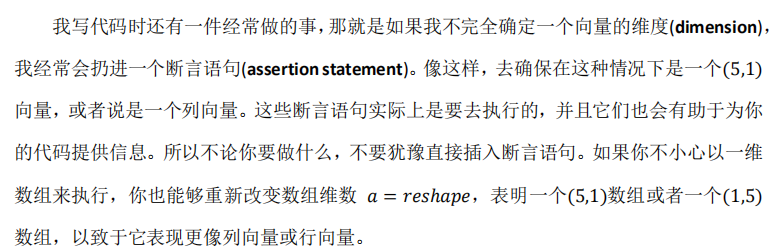 我写代码时还有一件经常做的事，那就是如果我不完全确定一个向量的维度(dimension)，
我经常会扔进一个断言语句(assertion statement)。像这样，去确保在这种情况下是一个(5,1)
向量，或者说是一个列向量。这些断言语句实际上是要去执行的，并且它们也会有助于为你
的代码提供信息。所以不论你要做什么，不要犹豫直接插入断言语句。如果你不小心以一维
数组来执行，你也能够重新改变数组维数 a = reshape，表明一个(5,1)数组或者一个(1,5)
数组，以致于它表现更像列向量或行向量。